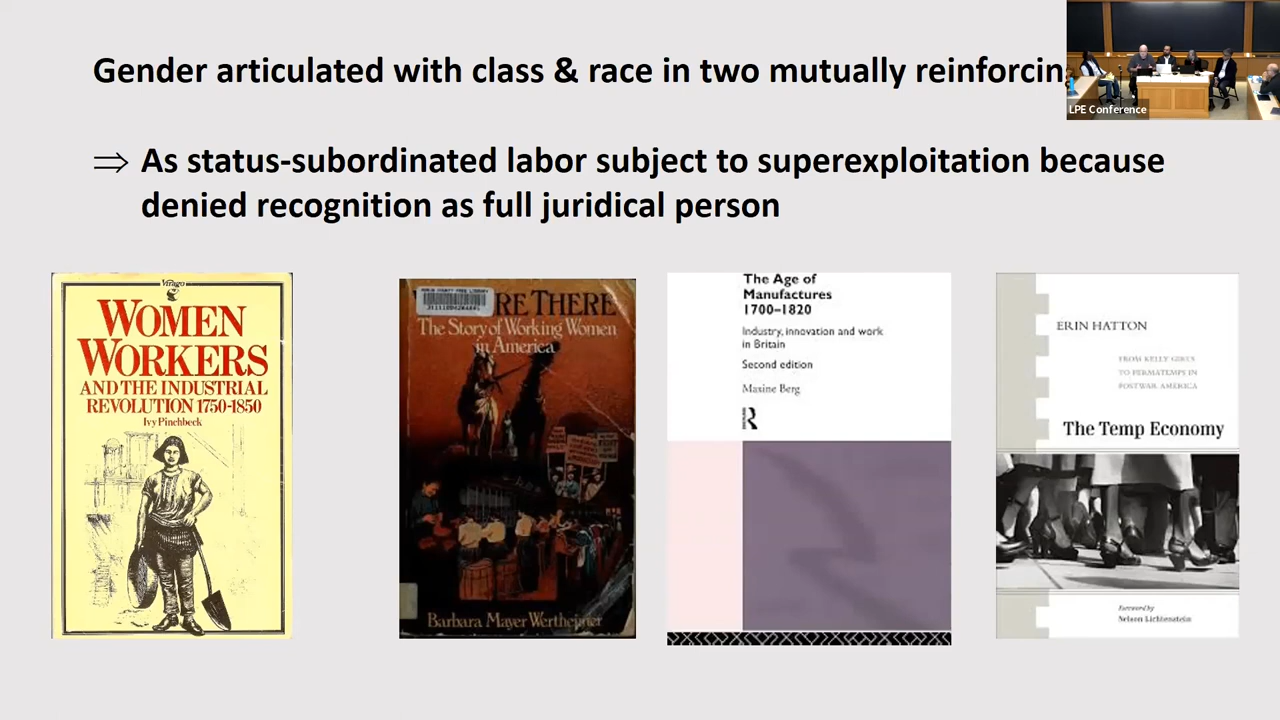 Gender articulated with class & race in two mutually reinforcin
LPE Conference
⇒ As status-subordinated labor subject to superexploitation because
denied recognition as full juridical person
Virago
WOMEN
WORKERS
AND THE INDUSTRIAL
REVOLUTION 1750-1850
Ivy Pinchbeck
RE THERE
The Story of Working Women
in America
Barbara Mayer Wertheimer
The Age of
Manufactures
1700–1820
Industry, innovation and work
in Britain
Second edition
Maxine Berg
R
ERIN HATTON
FROM KELLY GIRLS
TO PERMATEMPS IN
POSTWAR AMERICA
The Temp Economy
Foreword by
Nelson Lichtenstein